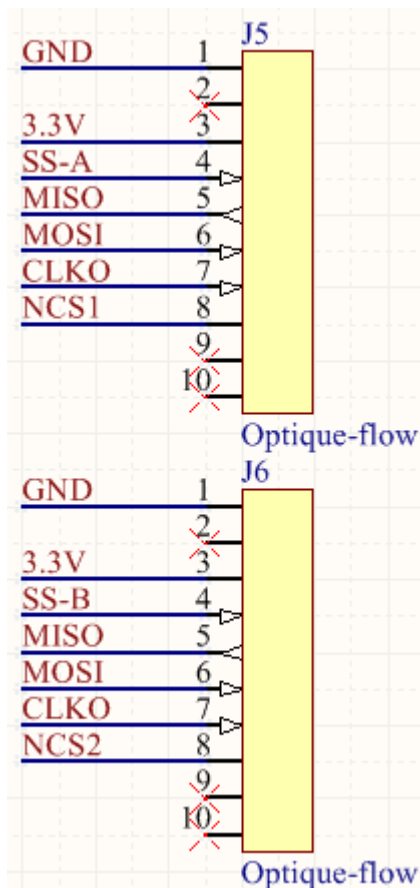 J5
GND 1
2
3.3V 3
SS-A 4
MISO 5
MOSI 6
CLKO 7
NCS1 8
9
10
Optique-flow
J6
GND 1
2
3.3V 3
SS-B 4
MISO 5
MOSI 6
CLKO 7
NCS2 8
9
10
Optique-flow